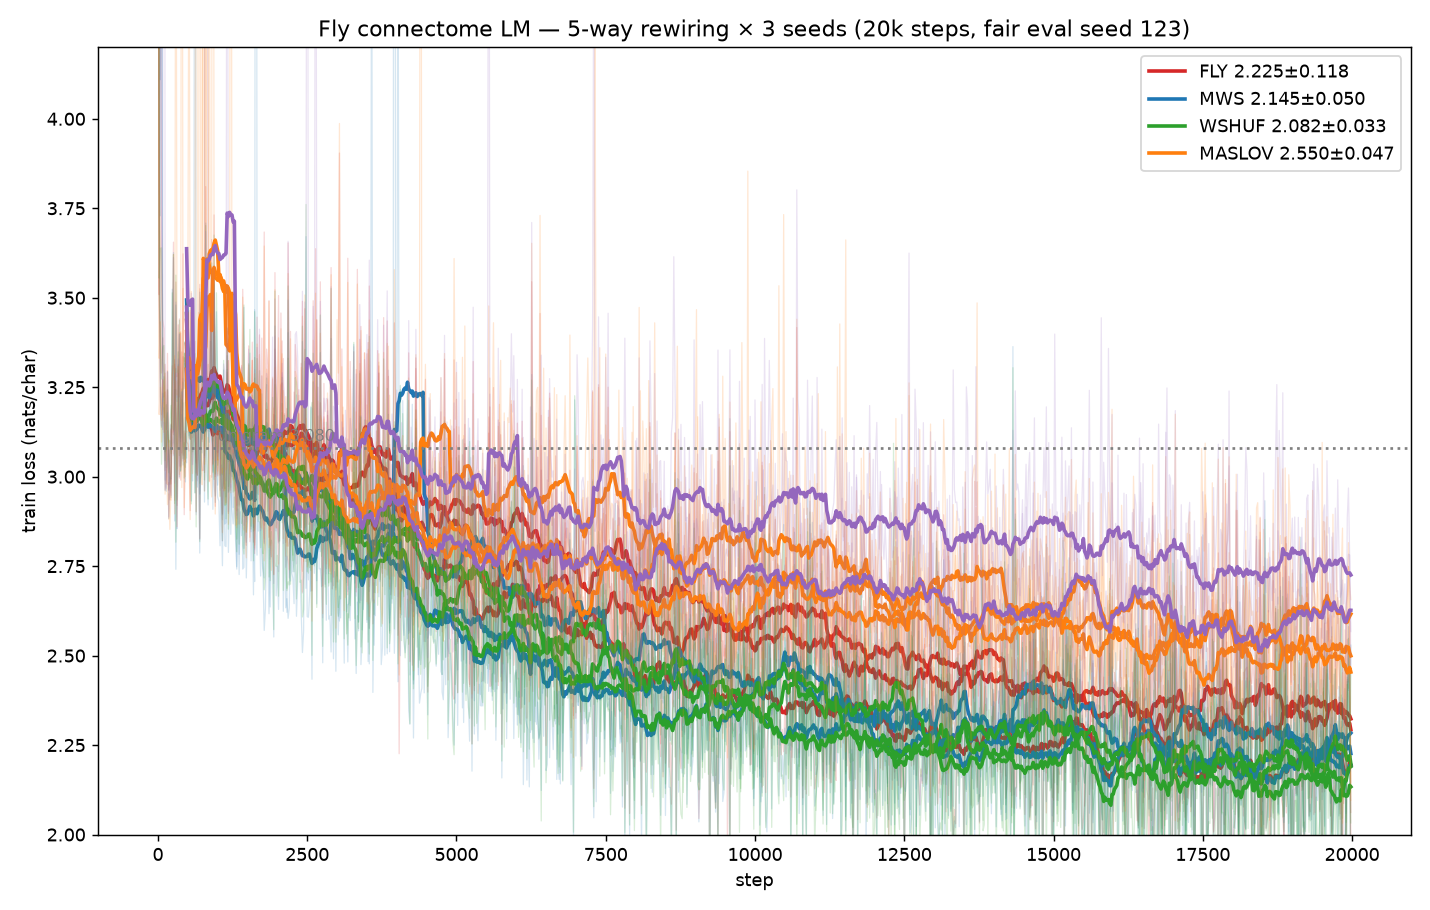 Fly connectome LM — 5-way rewiring × 3 seeds (20k steps, fair eval seed 123)
FLY 2.225±0.118
MWS 2.145±0.050
WSHUF 2.082±0.033
MASLOV 2.550±0.047
4.00
3.75
3.50
3.25
3.00
2.75
2.50
2.25
2.00
train loss (nats/char)
0 2500 5000 7500 10000 12500 15000 17500 20000
step